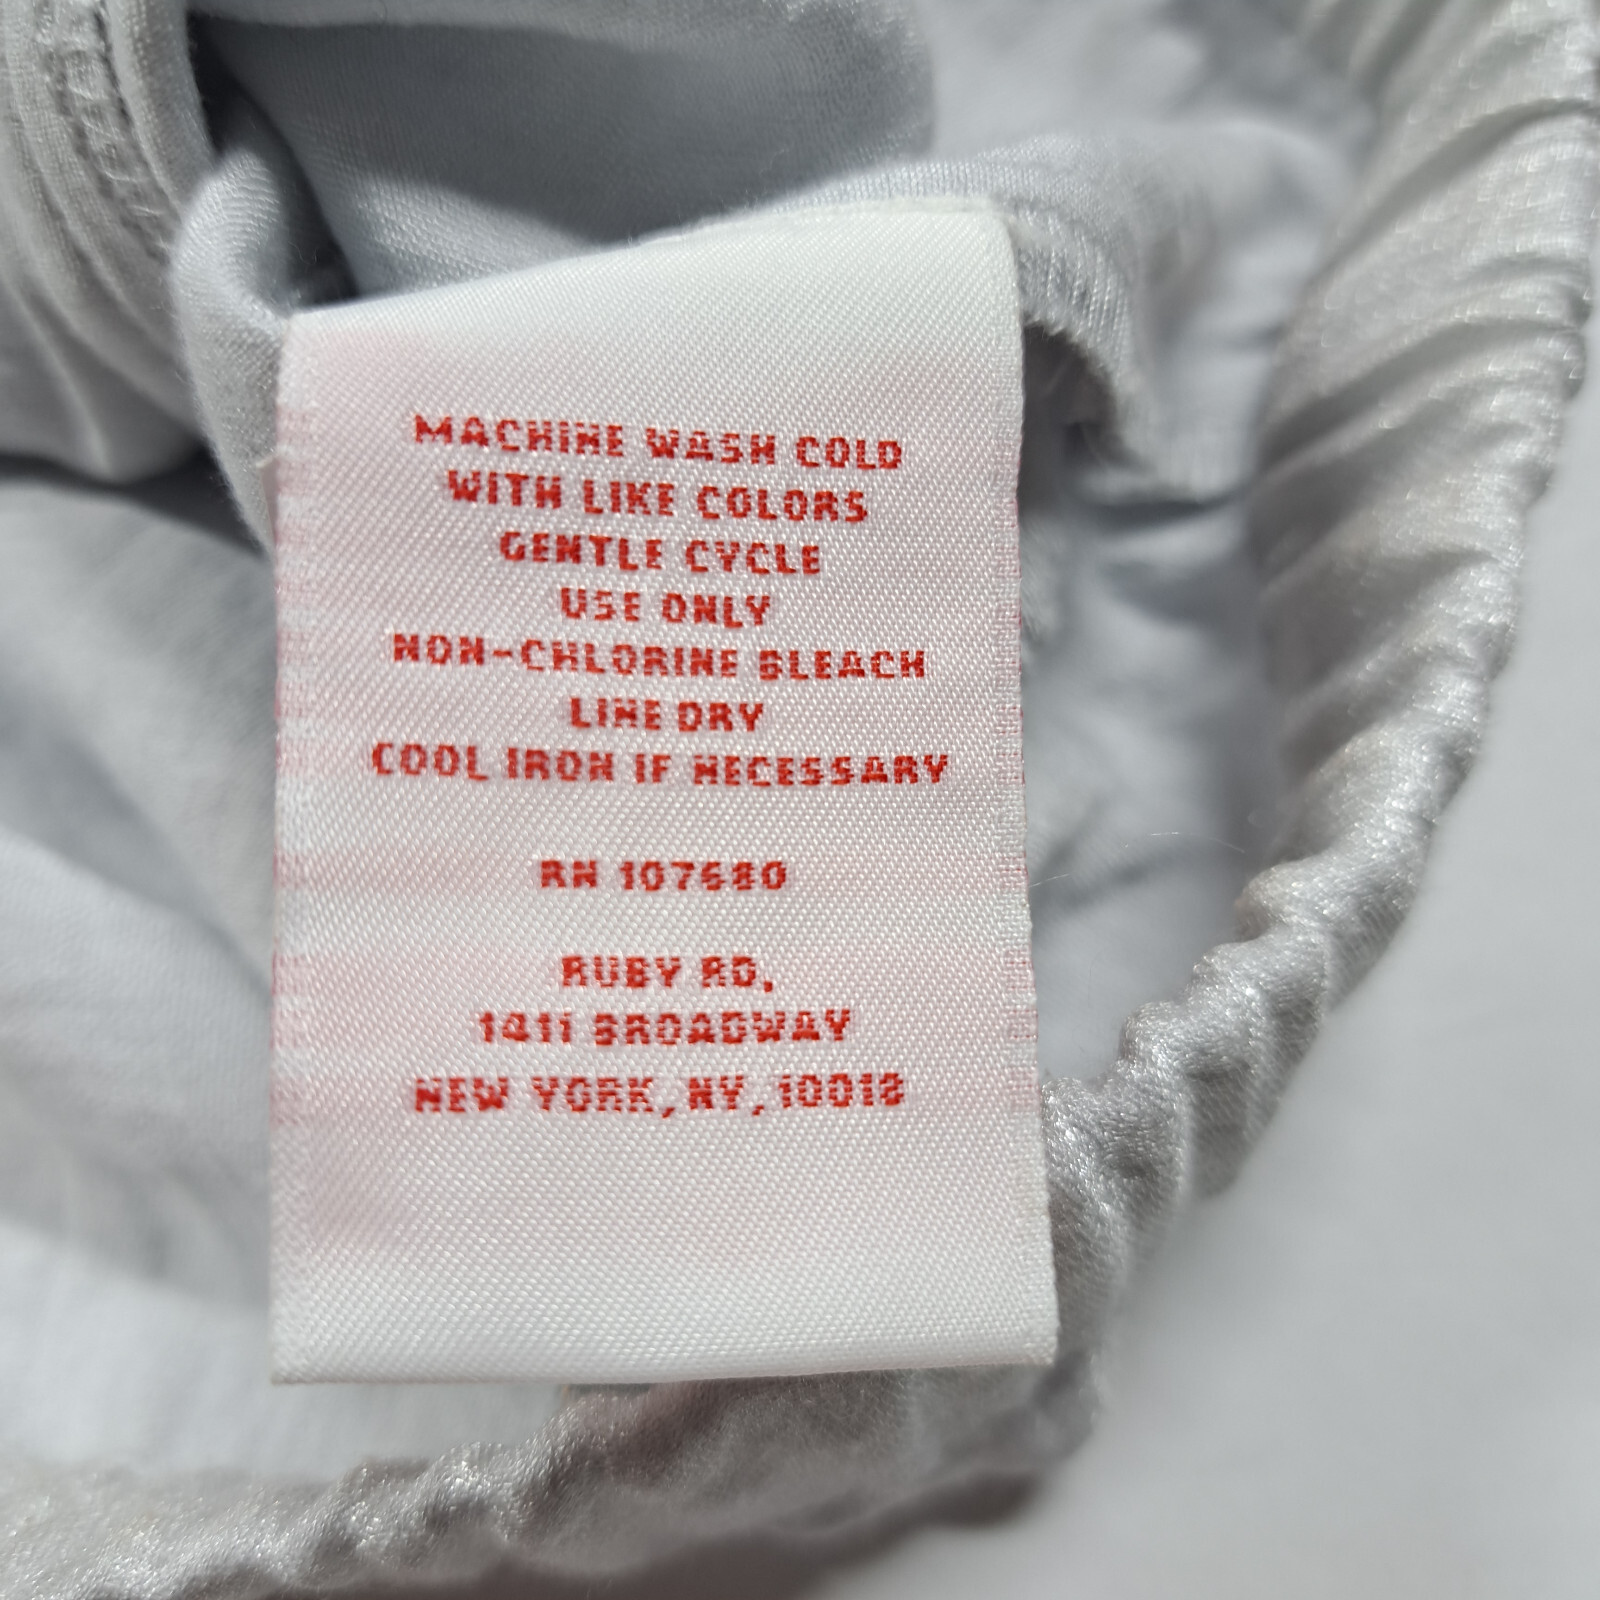 MACHINE WASH COLD
WITH LIKE COLORS
GENTLE CYCLE
USE ONLY
NON-CHLORINE BLEACH
LINE DRY
COOL IRON IF NECESSARY
RN 107680
RUBY RD,
1411 BROADWAY
NEW YORK, NY, 10018